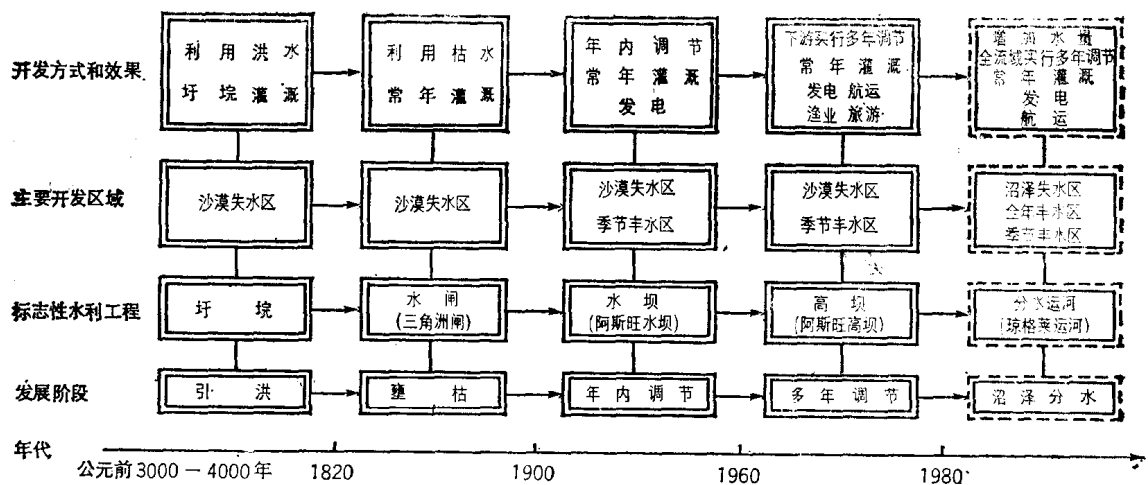 开发方式和效果
利用洪水
圩垸灌溉
利用枯水
常年灌溉
年内调节
常年灌溉
发电
下游实行多年调节
常年灌溉
发电 航运
渔业 旅游
增加水量
全流域实行多年调节
常年灌溉
发电
航运
主要开发区域
沙漠失水区
沙漠失水区
沙漠失水区
季节丰水区
沙漠失水区
季节丰水区
沼泽失水区
全年丰水区
季节丰水区
标志性水利工程
圩垸
水闸
(三角洲闸)
水坝
(阿斯旺水坝)
高坝
(阿斯旺高坝)
分水运河
(琼格莱运河)
发展阶段
引洪
壅枯
年内调节
多年调节
沼泽分水
年代
公元前3000－4000年
1820
1900
1960
1980